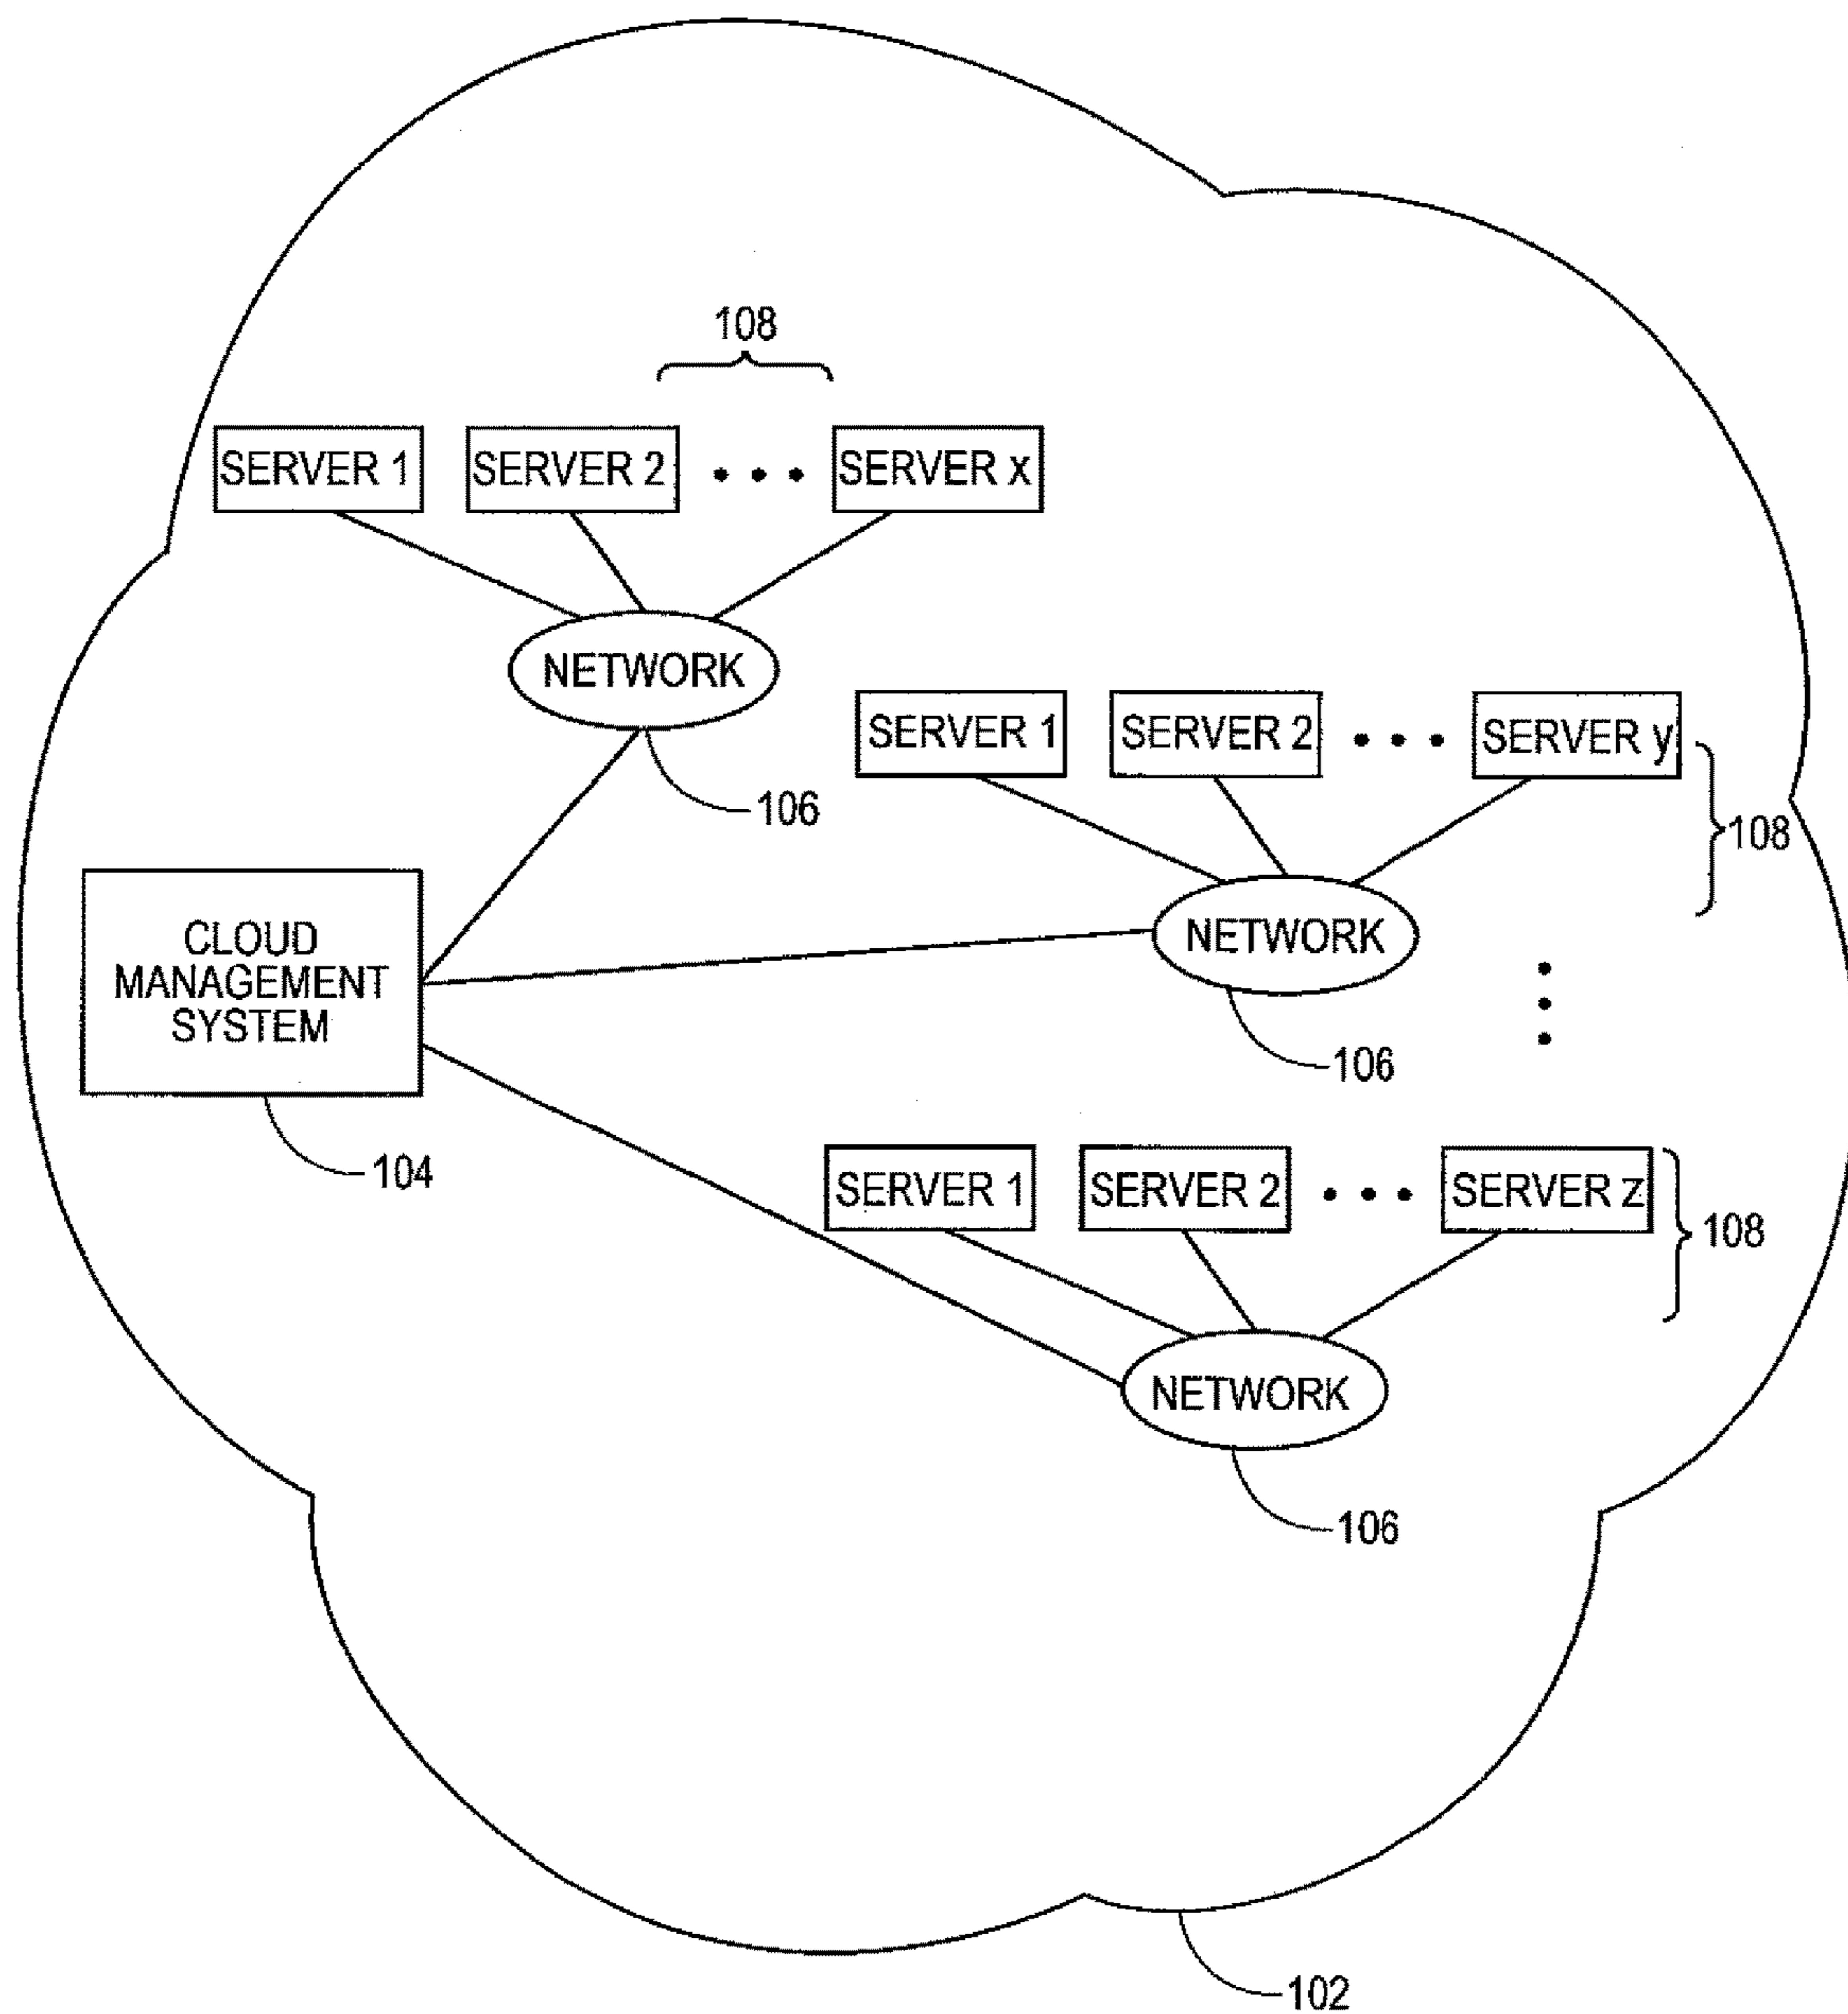 108
SERVER 1 SERVER 2 • • • SERVER x
NETWORK
106
SERVER 1 SERVER 2 • • • SERVER y
108
NETWORK
106
CLOUD
MANAGEMENT
SYSTEM
104
SERVER 1 SERVER 2 • • • SERVER z
108
NETWORK
106
102